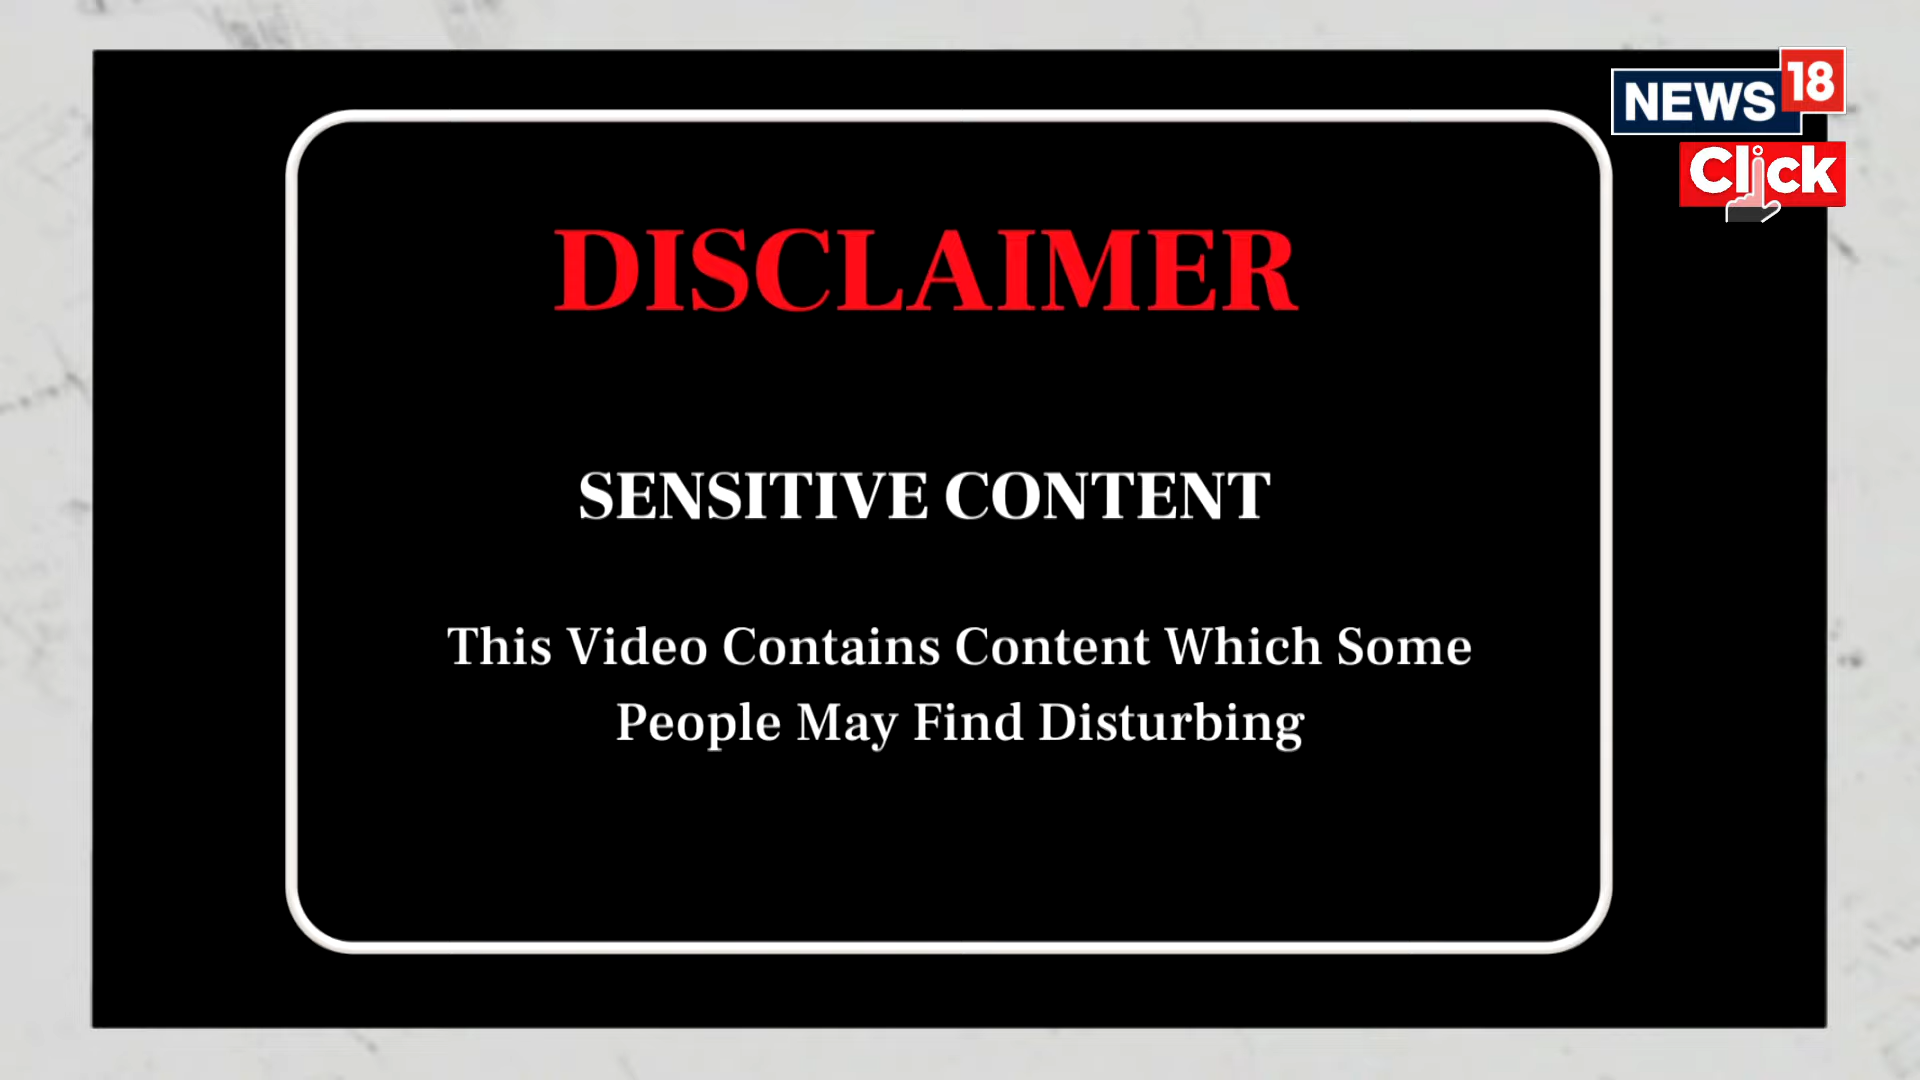 NEWS 18
Click
DISCLAIMER
SENSITIVE CONTENT
This Video Contains Content Which Some
People May Find Disturbing